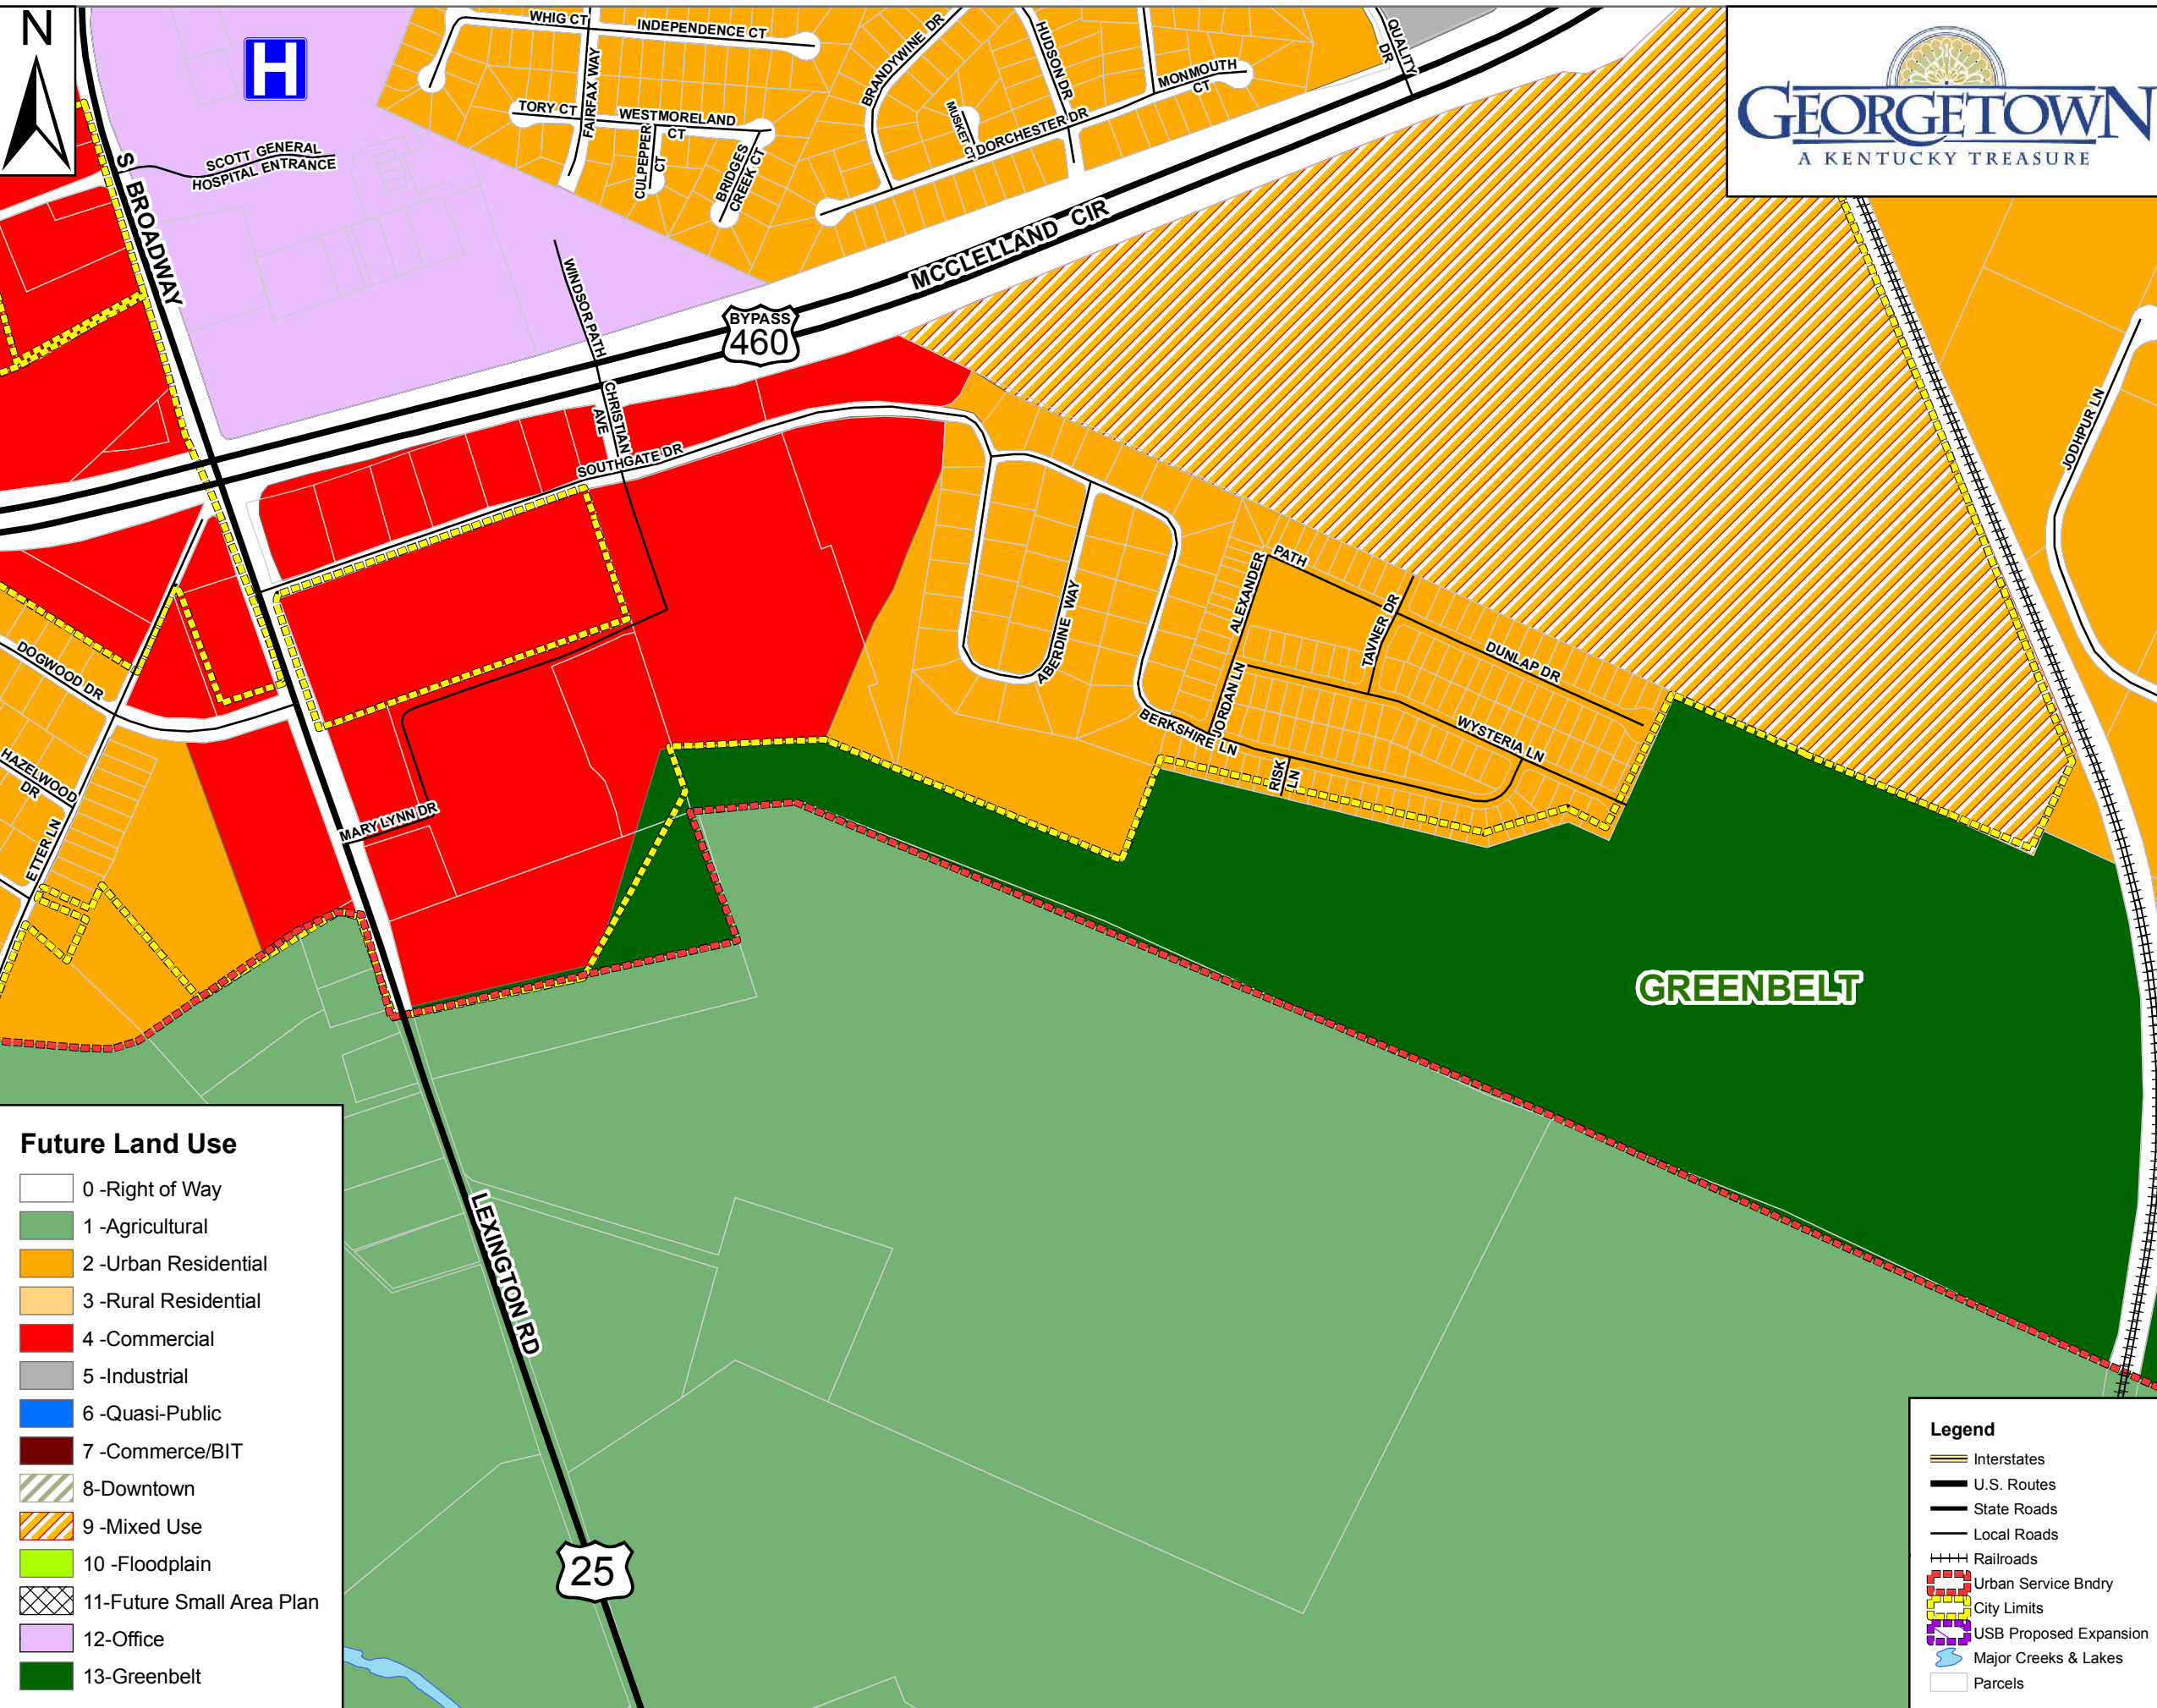 N
H
GEORGETOWN
A KENTUCKY TREASURE
WHIG CT
INDEPENDENCE CT
FAIRFAX WAY
TORY CT
WESTMORELAND
CT
CULPEPPER
CT
BRIDGES
CREEK CT
BRANDYWINE DR
HUDSON DR
MUSKET CT
DORCHESTER DR
MONMOUTH
CT
QUALITY
DR
SCOTT GENERAL
HOSPITAL ENTRANCE
S BROADWAY
WINDSOR PATH
MCCLELLAND CIR
BYPASS
460
CHRISTIAN
AVE
SOUTHGATE DR
JODHPUR LN
ABERDINE WAY
ALEXANDER
PATH
TAVNER DR
DUNLAP DR
JORDAN LN
WYSTERIA LN
BERKSHIRE LN
RISK
LN
DOGWOOD DR
HAZELWOOD
DR
ETTER LN
MARY LYNN DR
GREENBELT
LEXINGTON RD
25
Future Land Use
0 -Right of Way
1 -Agricultural
2 -Urban Residential
3 -Rural Residential
4 -Commercial
5 -Industrial
6 -Quasi-Public
7 -Commerce/BIT
8-Downtown
9 -Mixed Use
10 -Floodplain
11-Future Small Area Plan
12-Office
13-Greenbelt
Legend
Interstates
U.S. Routes
State Roads
Local Roads
Railroads
Urban Service Bndry
City Limits
USB Proposed Expansion
Major Creeks & Lakes
Parcels